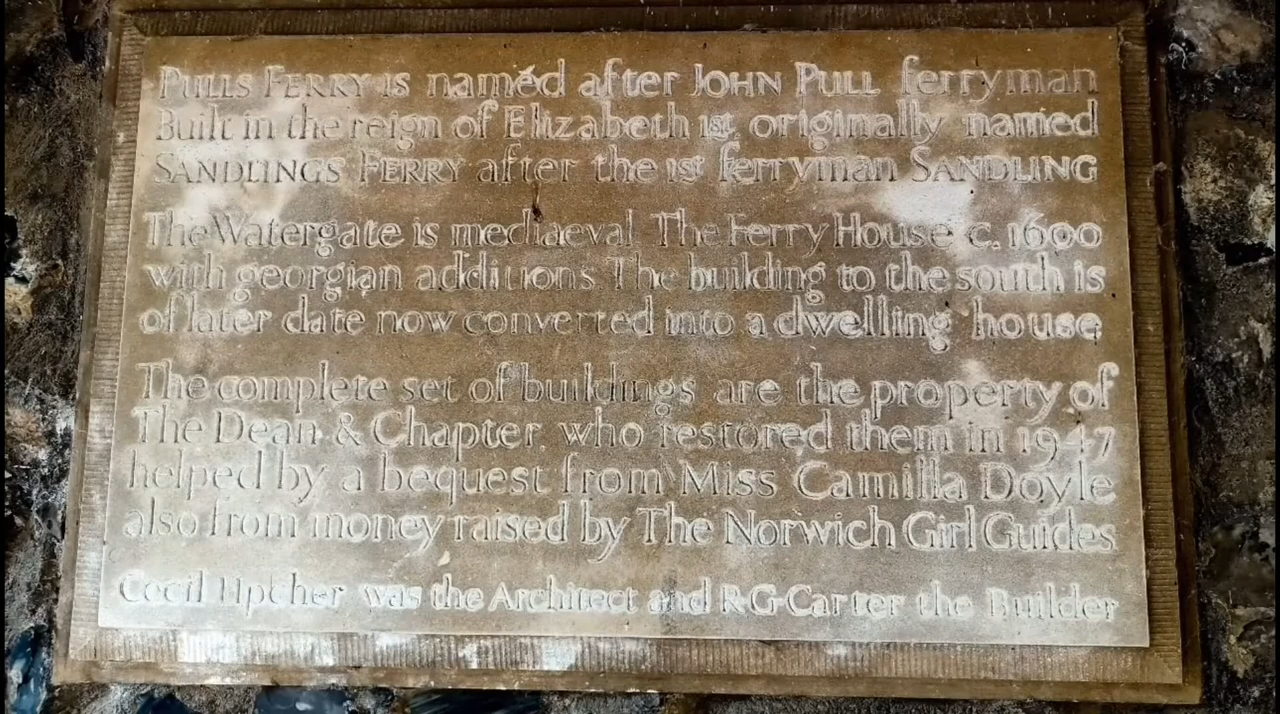 PULLS FERRY is named after JOHN PULL ferryman
Built in the reign of Elizabeth 1st originally named
SANDLINGS FERRY after the 1st ferryman SANDLING
The Watergate is mediaeval The Ferry House c. 1600
with georgian additions The building to the south is
of later date now converted into a dwelling house
The complete set of buildings are the property of
The Dean & Chapter who restored them in 1947
helped by a bequest from Miss Camilla Doyle
also from money raised by The Norwich Girl Guides
Cecil Upcher was the Architect and R·G·Carter the Builder